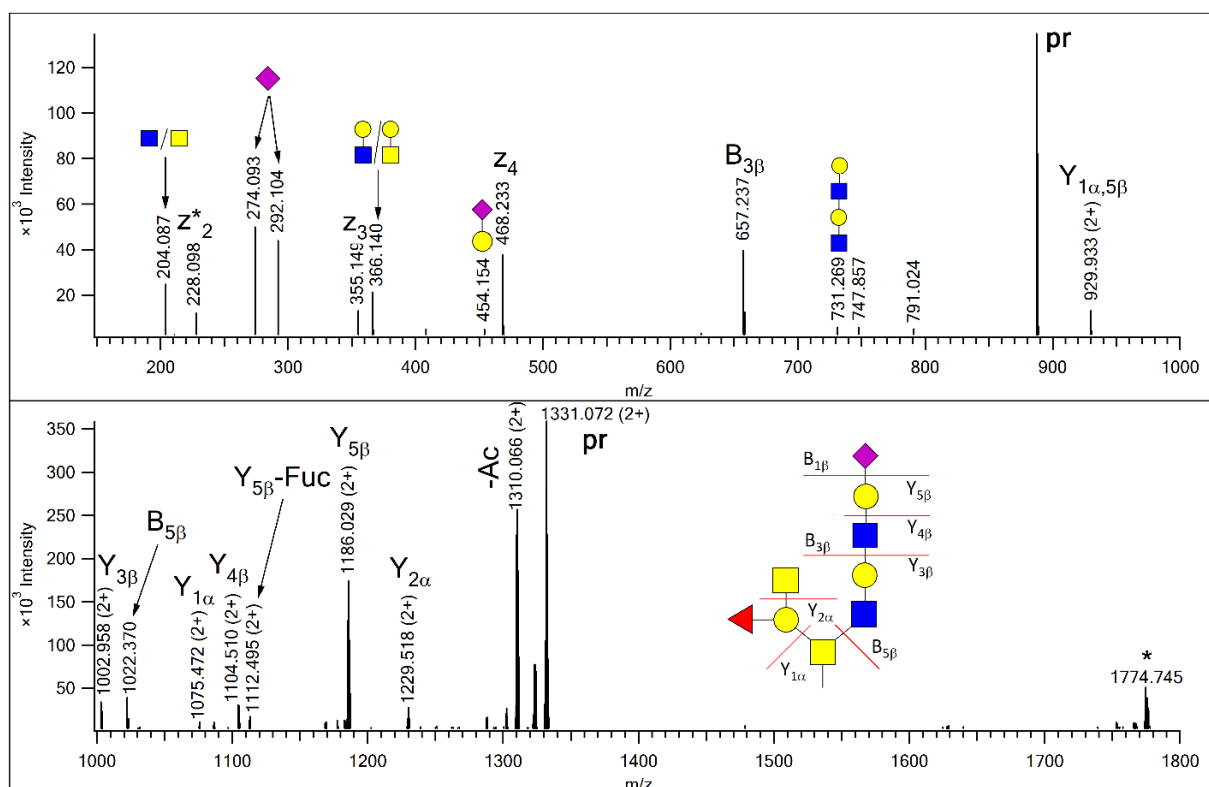 ×10³ Intensity
120
100
80
60
40
20
204.087
z*2
228.098
274.093
292.104
z3
355.149
366.140
454.154
z4
468.233
B3β
657.237
731.269
747.857
791.024
pr
Y1α,5β
929.933 (2+)
200
300
400
500
600
700
800
900
1000
m/z
×10³ Intensity
350
300
250
200
150
100
50
Y3β
1002.958 (2+)
B5β
1022.370
Y1α
1075.472 (2+)
Y4β
1104.510 (2+)
Y5β-Fuc
1112.495 (2+)
Y5β
1186.029 (2+)
Y2α
1229.518 (2+)
-Ac
1310.066 (2+)
1331.072 (2+)
pr
B1β
Y5β
Y4β
B3β
Y3β
Y2α
Y1α
B5β
*
1774.745
1000
1100
1200
1300
1400
1500
1600
1700
1800
m/z